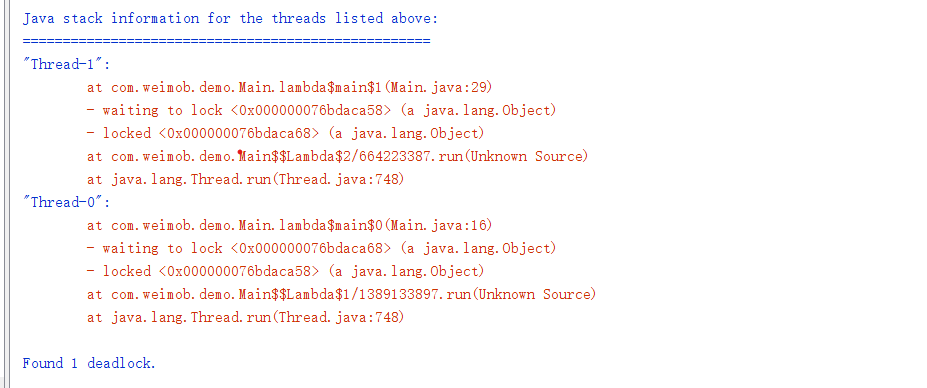 Java stack information for the threads listed above:
===================================================
"Thread-1":
        at com.weimob.demo.Main.lambda$main$1(Main.java:29)
        - waiting to lock <0x000000076bdaca58> (a java.lang.Object)
        - locked <0x000000076bdaca68> (a java.lang.Object)
        at com.weimob.demo.Main$$Lambda$2/664223387.run(Unknown Source)
        at java.lang.Thread.run(Thread.java:748)
"Thread-0":
        at com.weimob.demo.Main.lambda$main$0(Main.java:16)
        - waiting to lock <0x000000076bdaca68> (a java.lang.Object)
        - locked <0x000000076bdaca58> (a java.lang.Object)
        at com.weimob.demo.Main$$Lambda$1/1389133897.run(Unknown Source)
        at java.lang.Thread.run(Thread.java:748)

Found 1 deadlock.